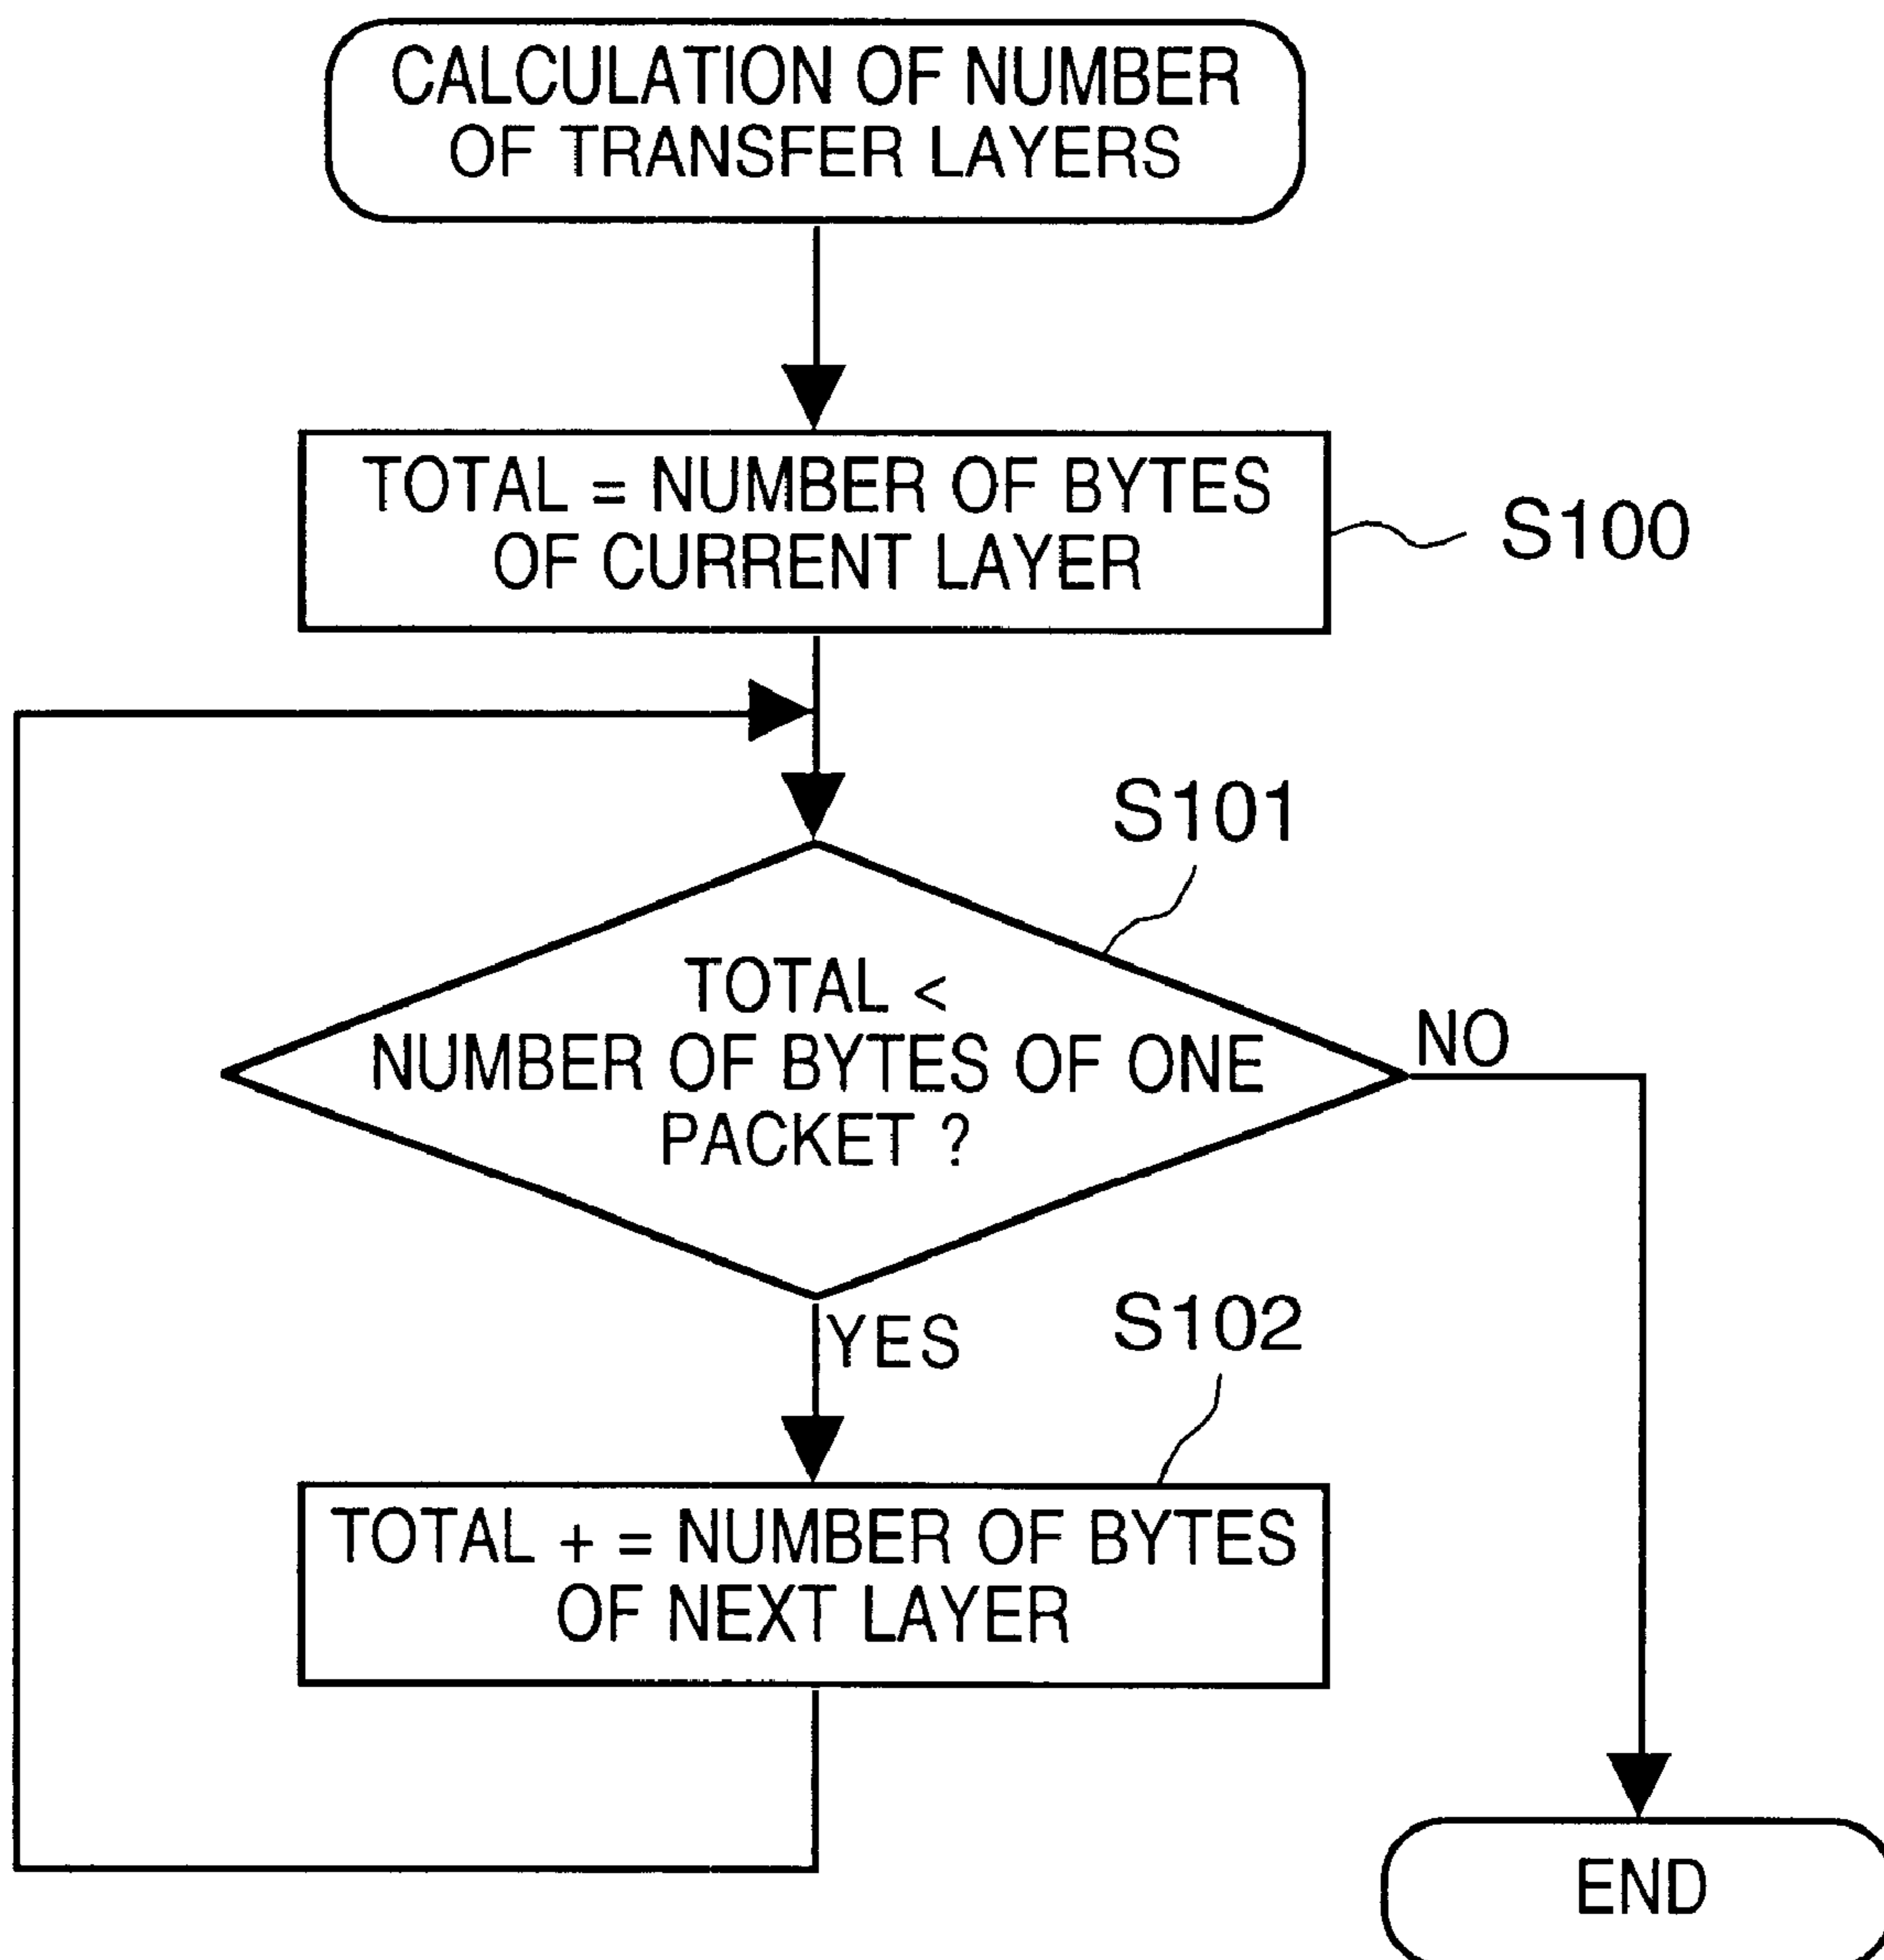 CALCULATION OF NUMBER
OF TRANSFER LAYERS
TOTAL = NUMBER OF BYTES
OF CURRENT LAYER
S100
S101
TOTAL <
NUMBER OF BYTES OF ONE
PACKET ?
NO
YES
S102
TOTAL + = NUMBER OF BYTES
OF NEXT LAYER
END